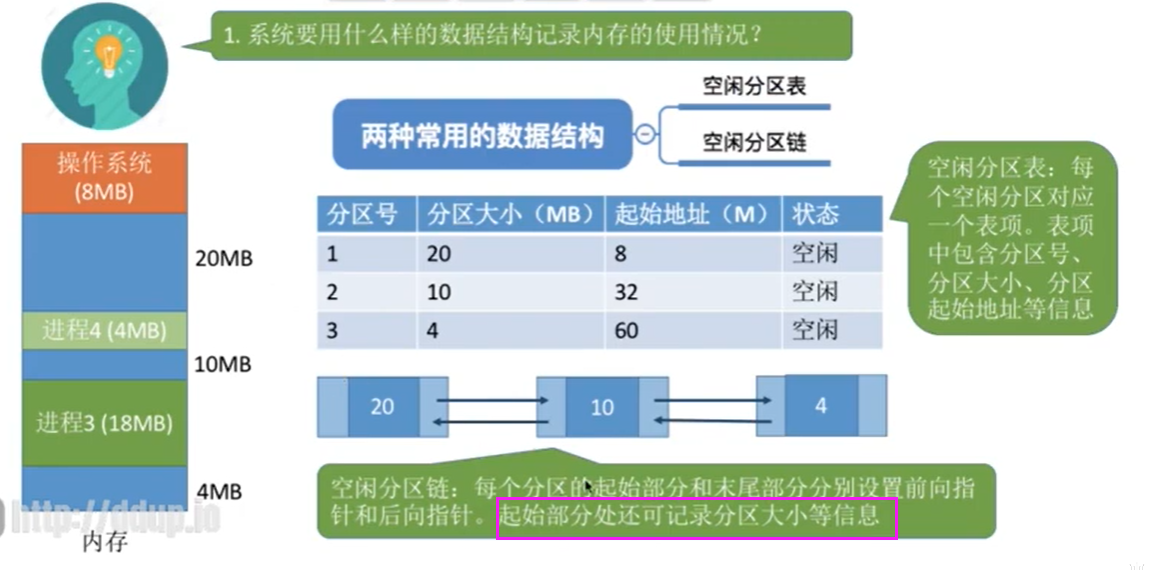 1. 系统要用什么样的数据结构记录内存的使用情况？
空闲分区表
两种常用的数据结构
空闲分区链
操作系统
(8MB)
20MB
进程4 (4MB)
10MB
进程3 (18MB)
4MB
内存
分区号 分区大小（MB） 起始地址（M） 状态
1 20 8 空闲
2 10 32 空闲
3 4 60 空闲
空闲分区表：每
个空闲分区对应
一个表项。表项
中包含分区号、
分区大小、分区
起始地址等信息
20 10 4
空闲分区链：每个分区的起始部分和末尾部分分别设置前向指
针和后向指针。起始部分处还可记录分区大小等信息
http://ddup.io